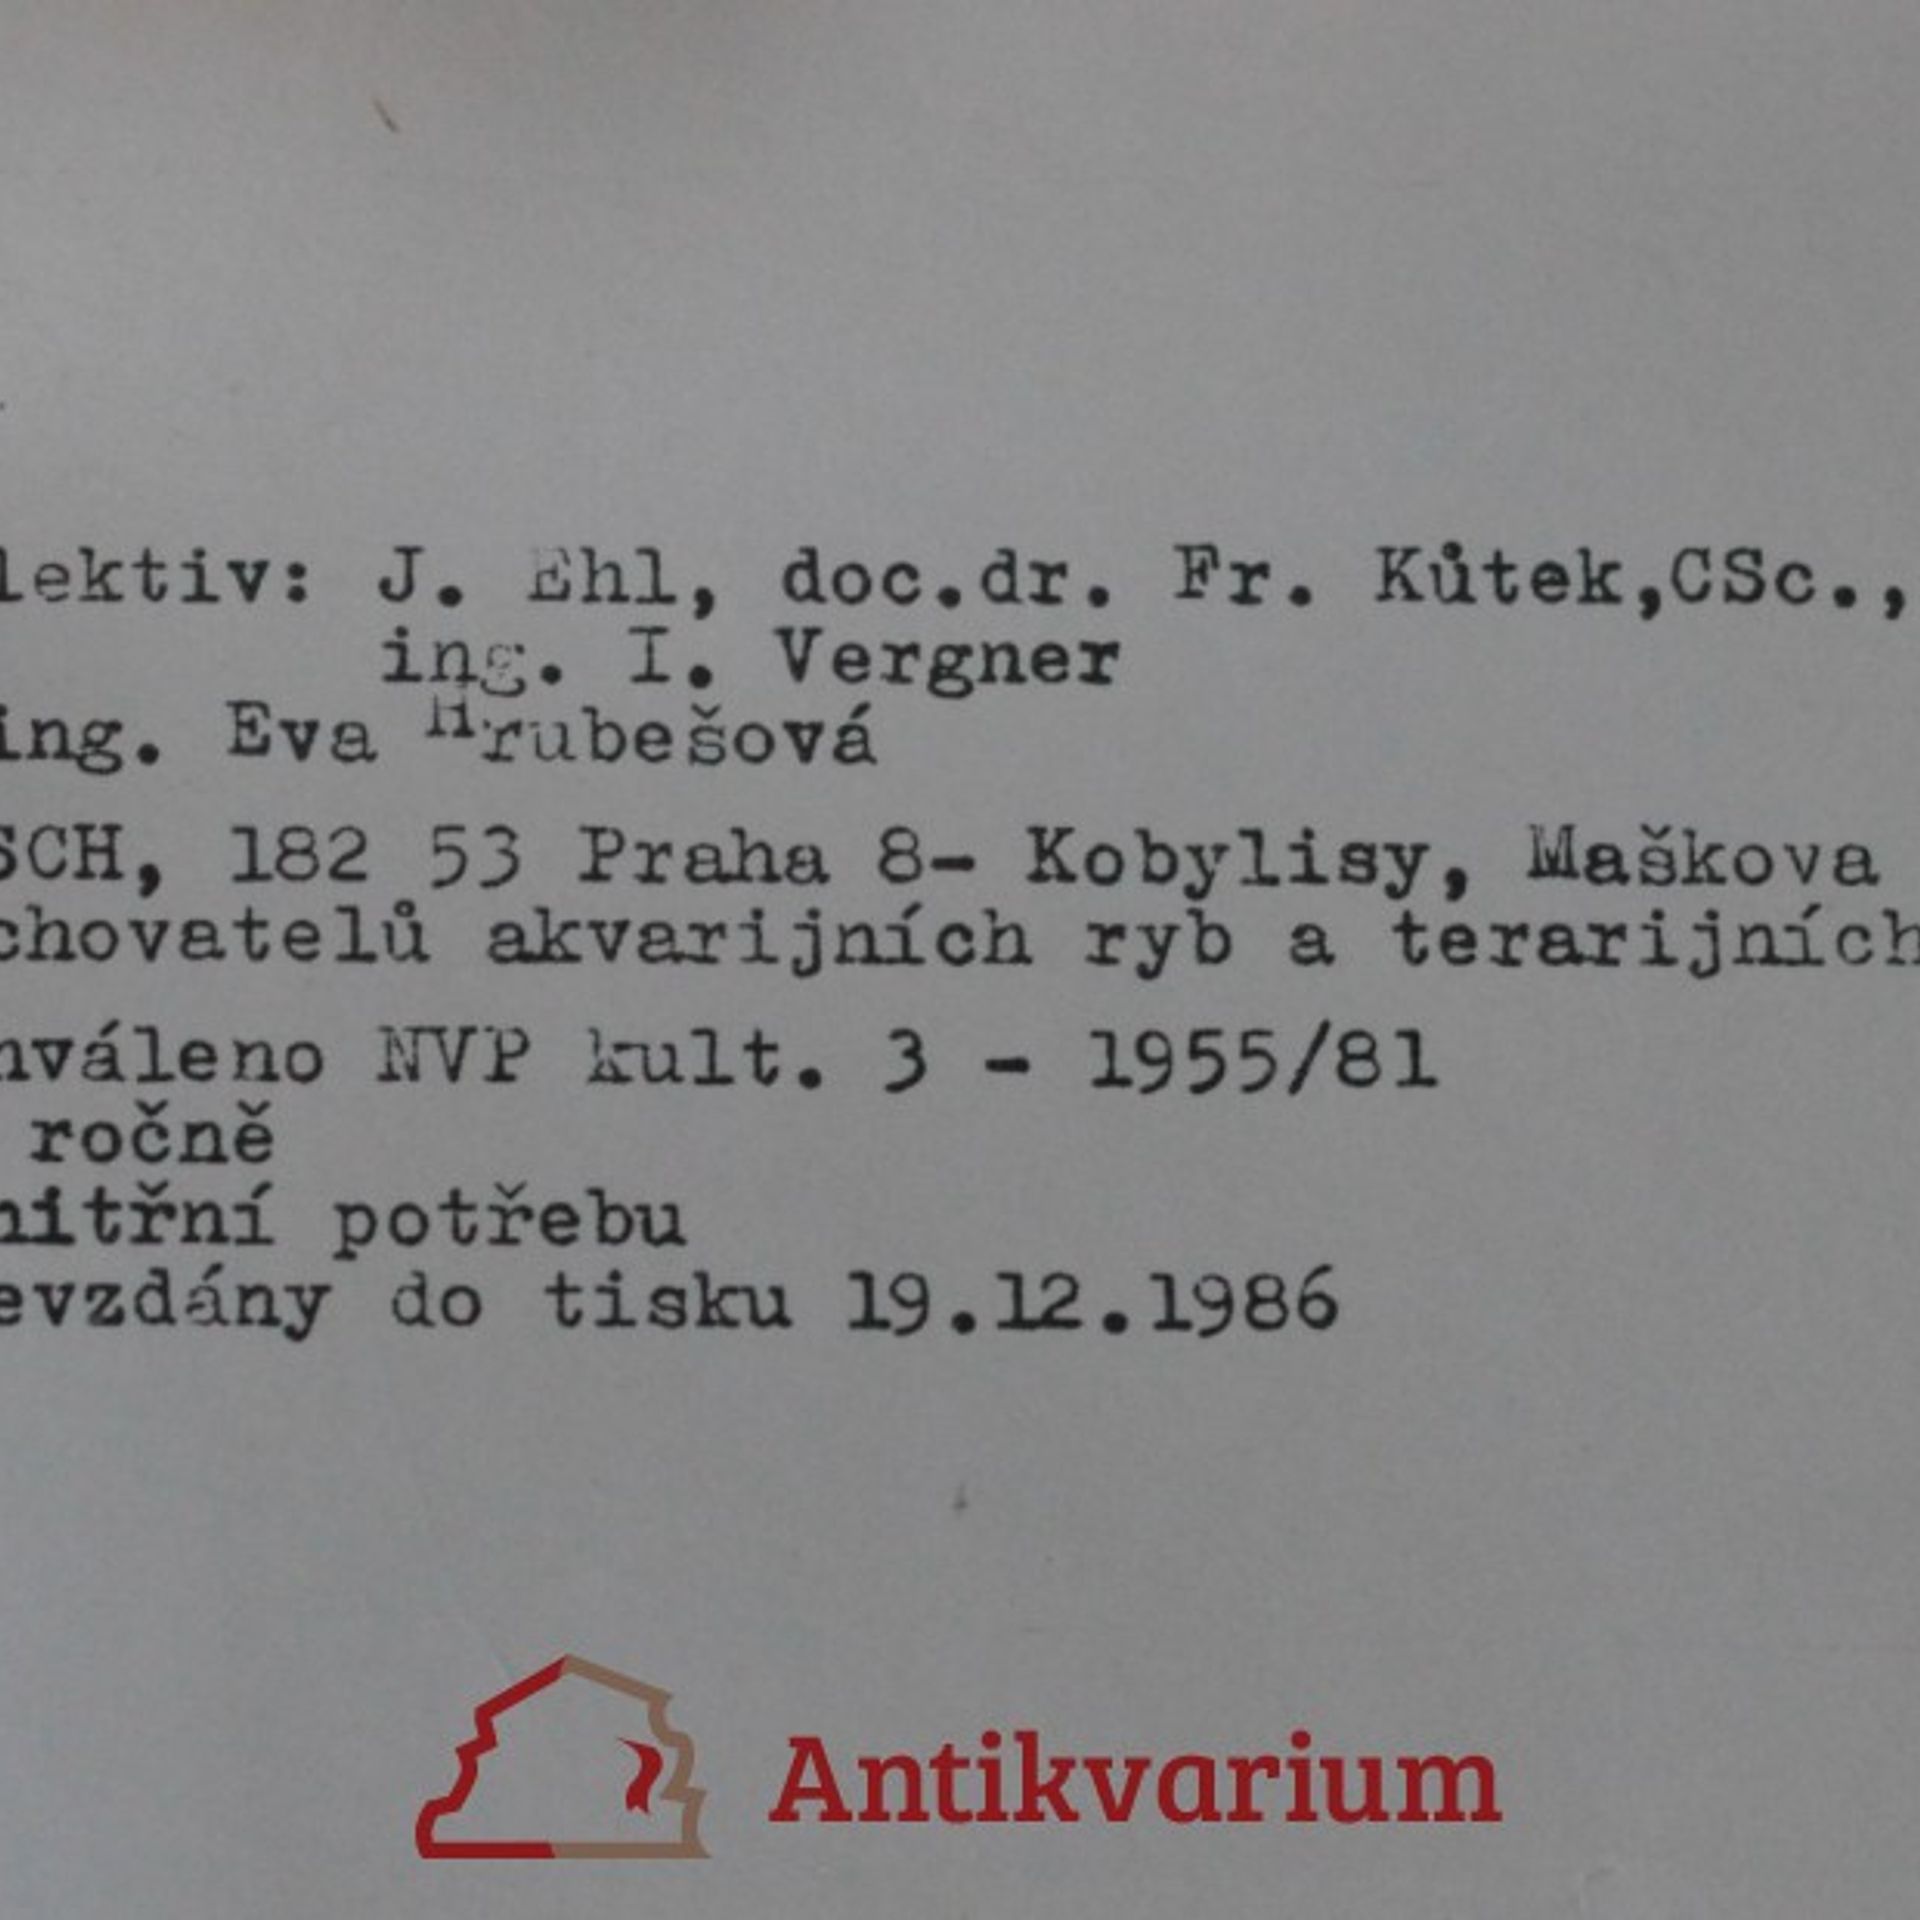 lektiv: J. Ehl, doc.dr. Fr. Kůtek,CSc.,
ing. I. Vergner
ing. Eva Hrubešová
SCH, 182 53 Praha 8- Kobylisy, Maškova
chovatelů akvarijních ryb a terarijních
hváleno NVP kult. 3 - 1955/81
ročně
nitřní potřebu
evzdány do tisku 19.12.1986
Antikvarium